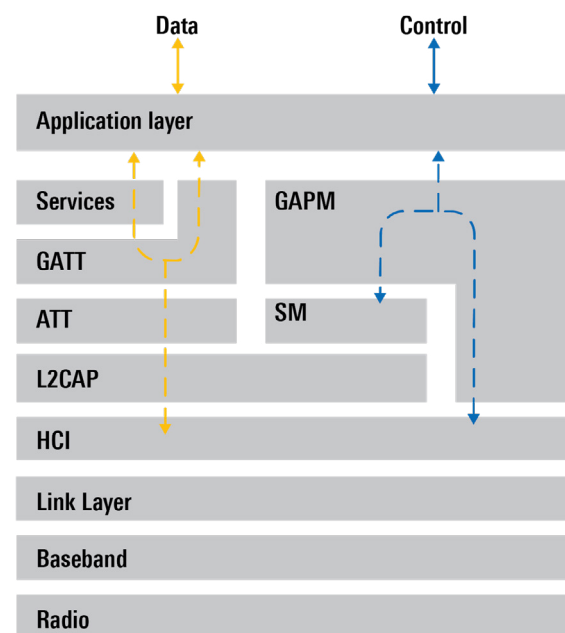 Data
Control
Application layer
Services
GAPM
GATT
ATT
SM
L2CAP
HCI
Link Layer
Baseband
Radio